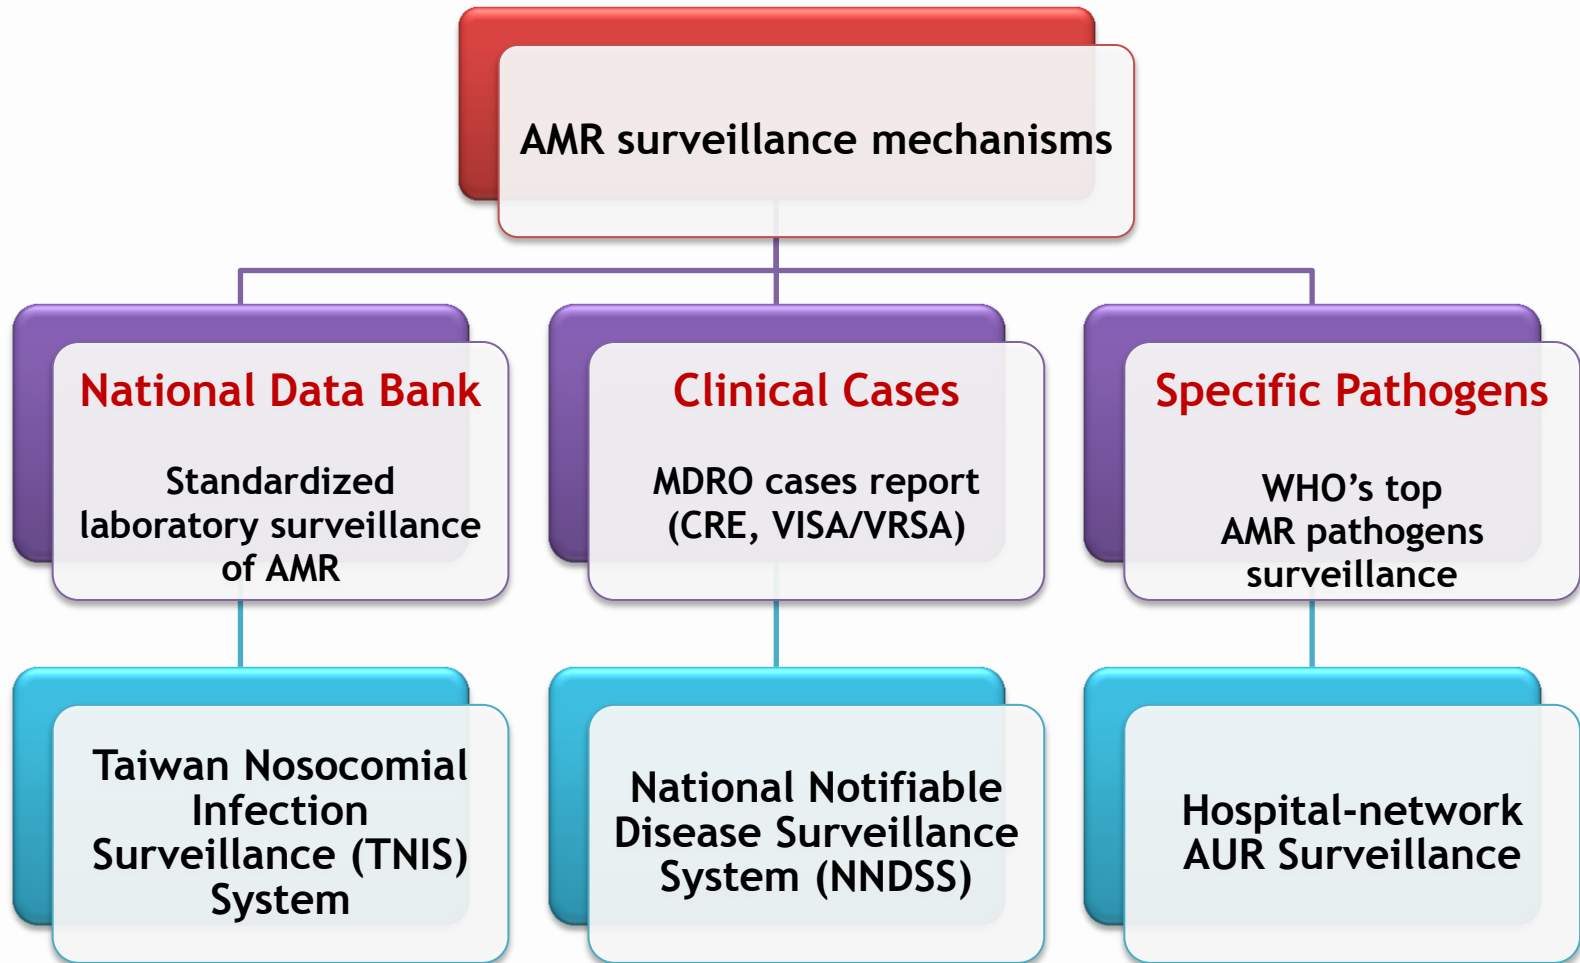 AMR surveillance mechanisms
National Data Bank
Standardized
laboratory surveillance
of AMR
Clinical Cases
MDRO cases report
(CRE, VISA/VRSA)
Specific Pathogens
WHO’s top
AMR pathogens
surveillance
Taiwan Nosocomial
Infection
Surveillance (TNIS)
System
National Notifiable
Disease Surveillance
System (NNDSS)
Hospital-network
AUR Surveillance